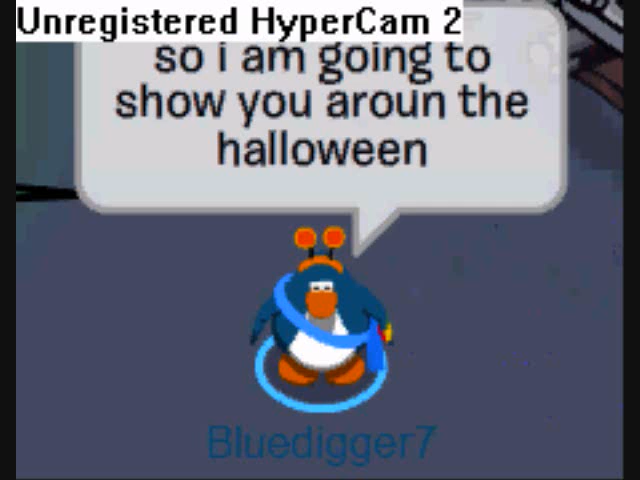 Unregistered HyperCam 2
so i am going to
show you aroun the
halloween
Bluedigger7